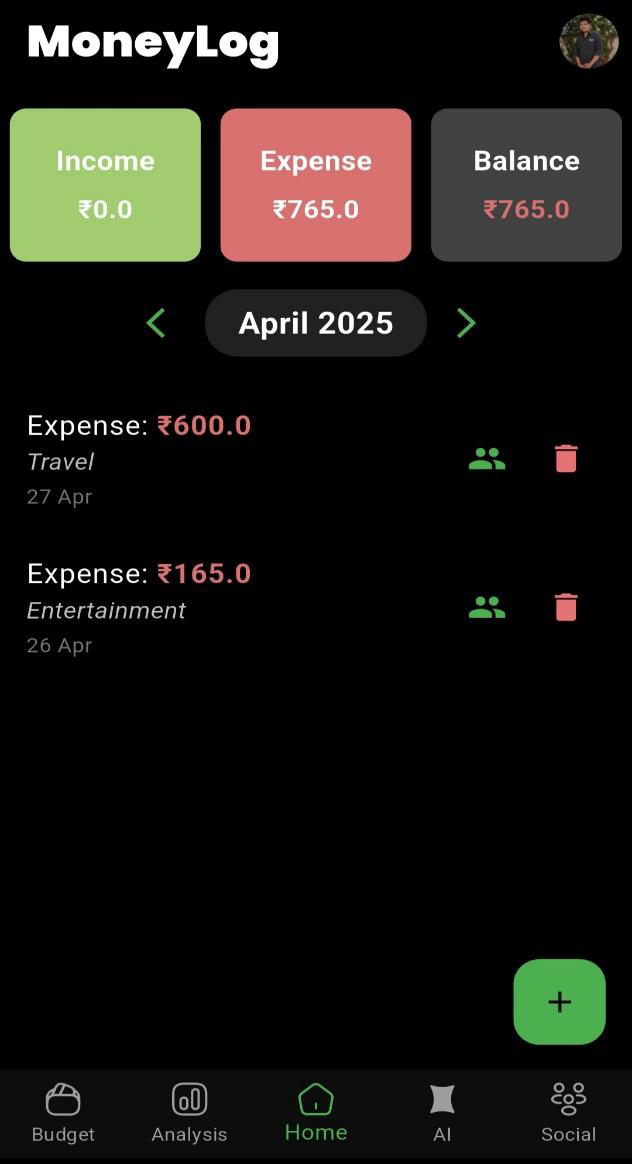 MoneyLog
Income
₹0.0
Expense
₹765.0
Balance
₹765.0
April 2025
Expense: ₹600.0
Travel
27 Apr
Expense: ₹165.0
Entertainment
26 Apr
Budget
Analysis
Home
AI
Social